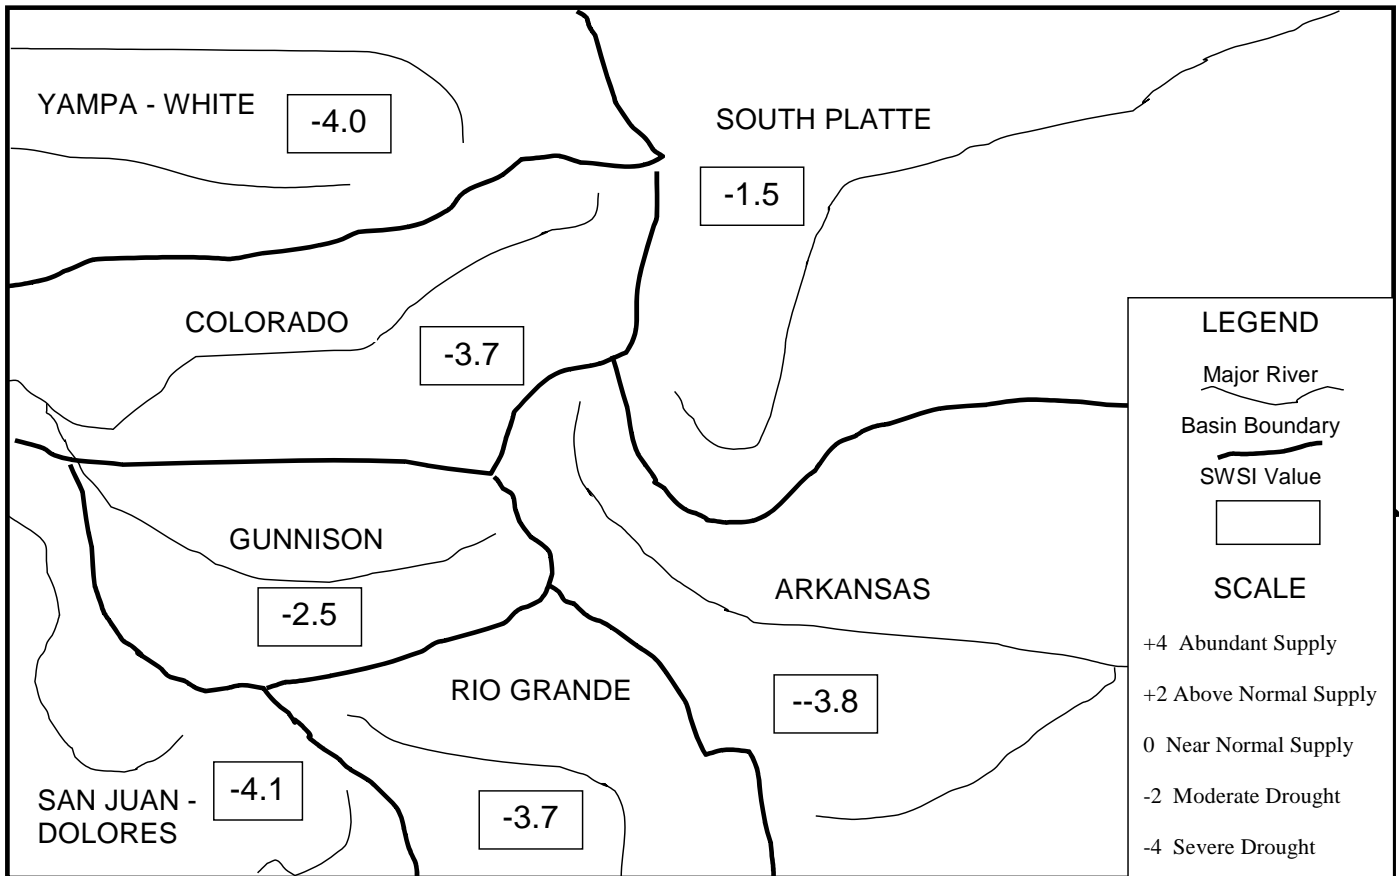 YAMPA - WHITE
-4.0
SOUTH PLATTE
-1.5
COLORADO
-3.7
GUNNISON
-2.5
ARKANSAS
--3.8
RIO GRANDE
-3.7
SAN JUAN -
DOLORES
-4.1
LEGEND
Major River
Basin Boundary
SWSI Value
SCALE
+4 Abundant Supply
+2 Above Normal Supply
0 Near Normal Supply
-2 Moderate Drought
-4 Severe Drought